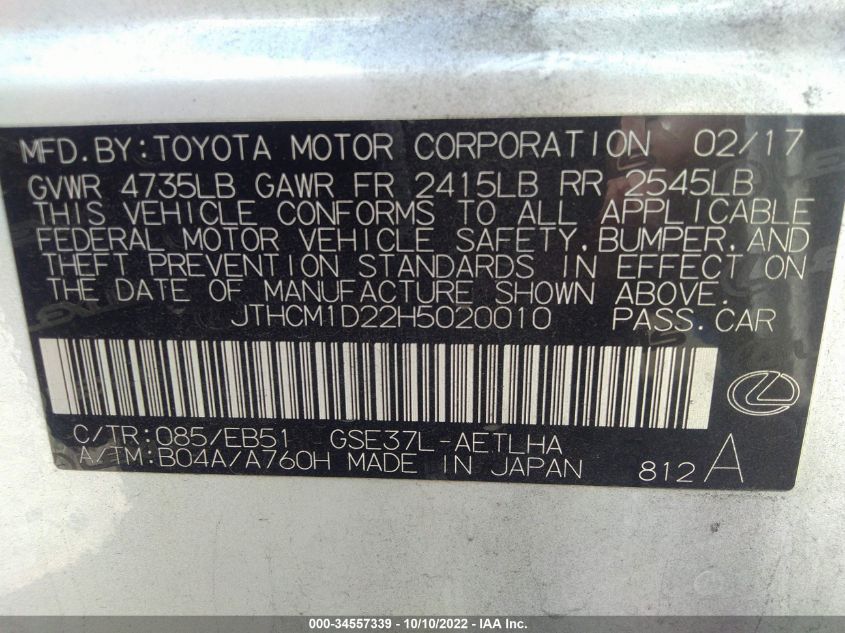 MFD. BY: TOYOTA MOTOR CORPORATION 02/17
GVWR 4735LB GAWR FR 2415LB RR 2545LB
THIS VEHICLE CONFORMS TO ALL APPLICABLE
FEDERAL MOTOR VEHICLE SAFETY, BUMPER, AND
THEFT PREVENTION STANDARDS IN EFFECT ON
THE DATE OF MANUFACTURE SHOWN ABOVE.
JTHCM1D22H5020010 PASS. CAR
C/TR: 085/EB51 GSE37L-AETLHA
A/TM: B04A/A760H MADE IN JAPAN 812 A
000-34557339 - 10/10/2022 - IAA Inc.